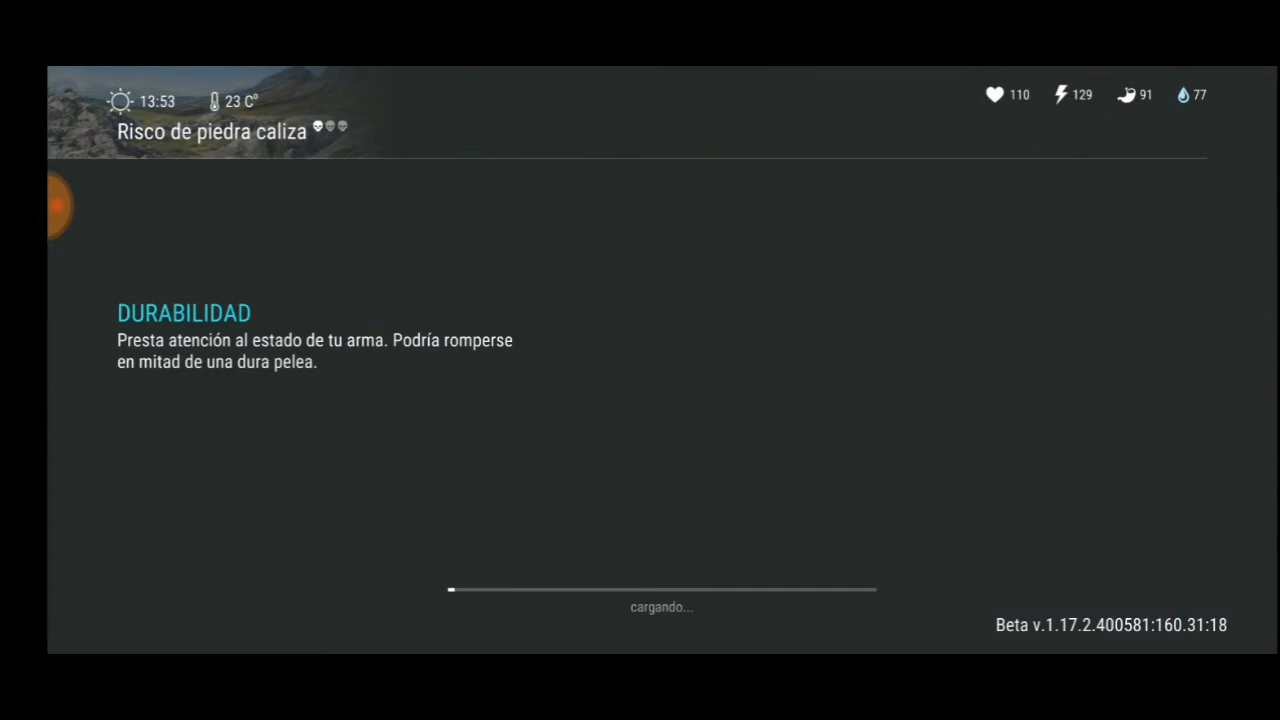 13:53 23 C° 110 129 91 77
Risco de piedra caliza
DURABILIDAD
Presta atención al estado de tu arma. Podría romperse
en mitad de una dura pelea.
cargando...
Beta v.1.17.2.400581:160.31:18